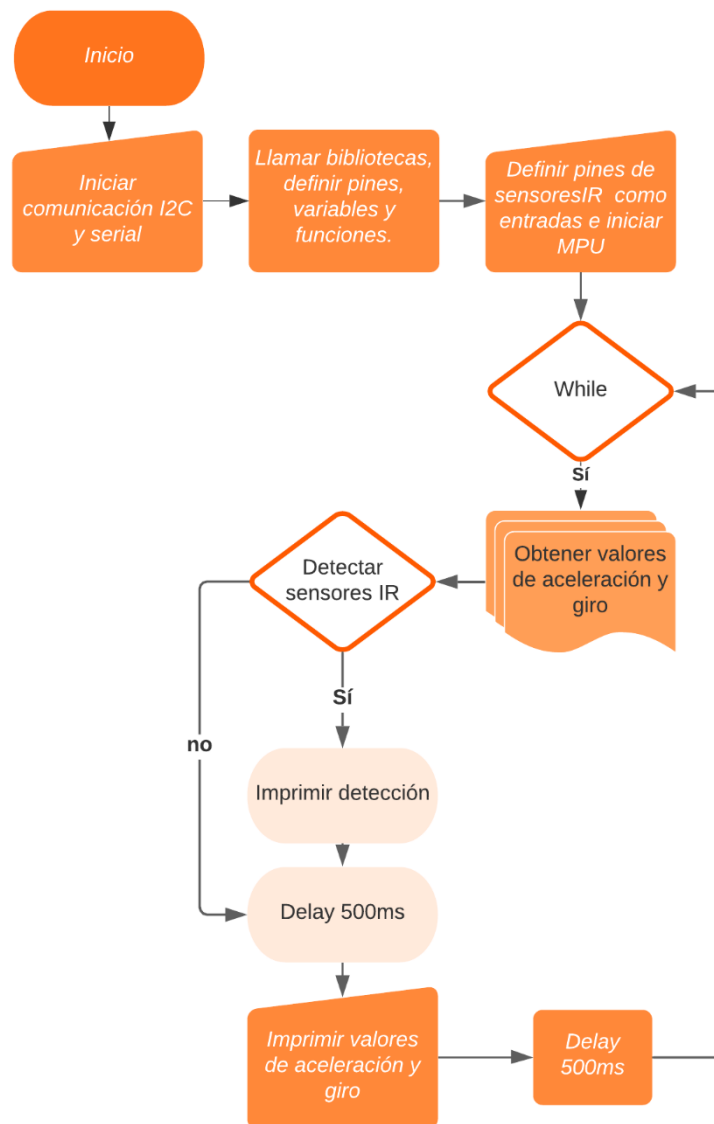 Inicio
Iniciar
comunicación I2C
y serial
Llamar bibliotecas,
definir pines,
variables y
funciones.
Definir pines de
sensoresIR como
entradas e iniciar
MPU
While
Sí
Obtener valores
de aceleración y
giro
Detectar
sensores IR
Sí
no
Imprimir detección
Delay 500ms
Imprimir valores
de aceleración y
giro
Delay
500ms